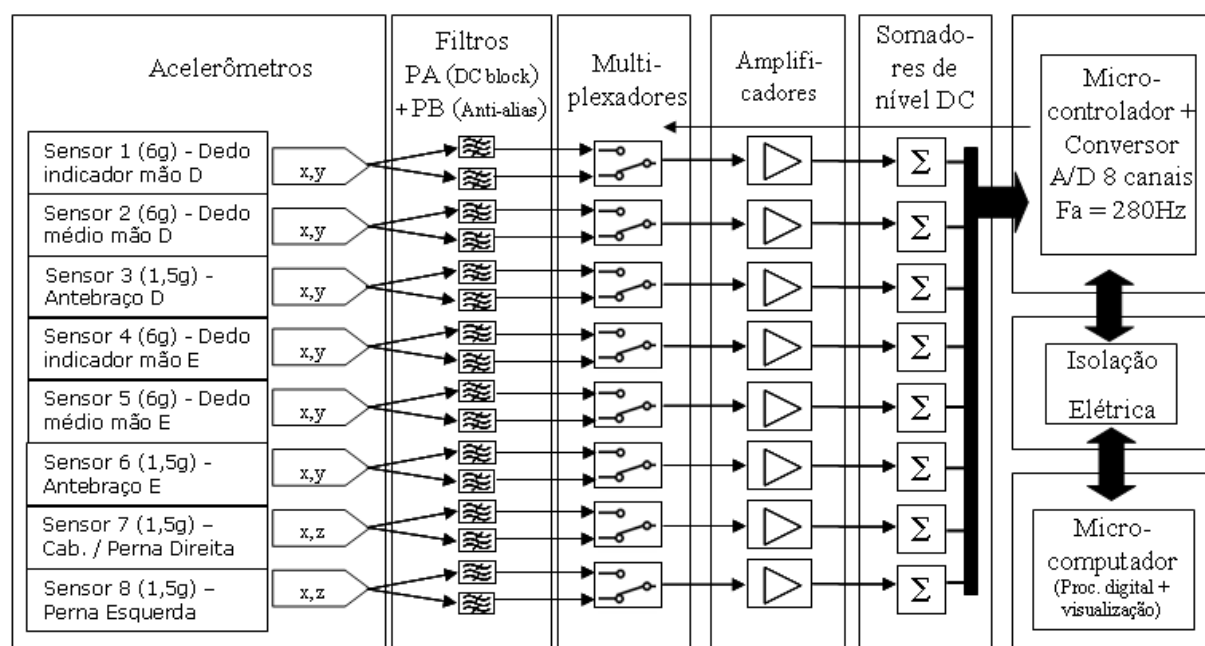 Acelerômetros
Sensor 1 (6g) - Dedo
indicador mão D
x,y
Sensor 2 (6g) - Dedo
médio mão D
x,y
Sensor 3 (1,5g) -
Antebraço D
x,y
Sensor 4 (6g) - Dedo
indicador mão E
x,y
Sensor 5 (6g) - Dedo
médio mão E
x,y
Sensor 6 (1,5g) -
Antebraço E
x,y
Sensor 7 (1,5g) –
Cab. / Perna Direita
x,z
Sensor 8 (1,5g) –
Perna Esquerda
x,z
Filtros
PA (DC block)
+ PB (Anti-alias)
Multi-
plexadores
Amplifi-
cadores
Somado-
res de
nível DC
Σ
Σ
Σ
Σ
Σ
Σ
Σ
Σ
Micro-
controlador +
Conversor
A/D 8 canais
Fa = 280Hz
Isolação
Elétrica
Micro-
computador
(Proc. digital +
visualização)